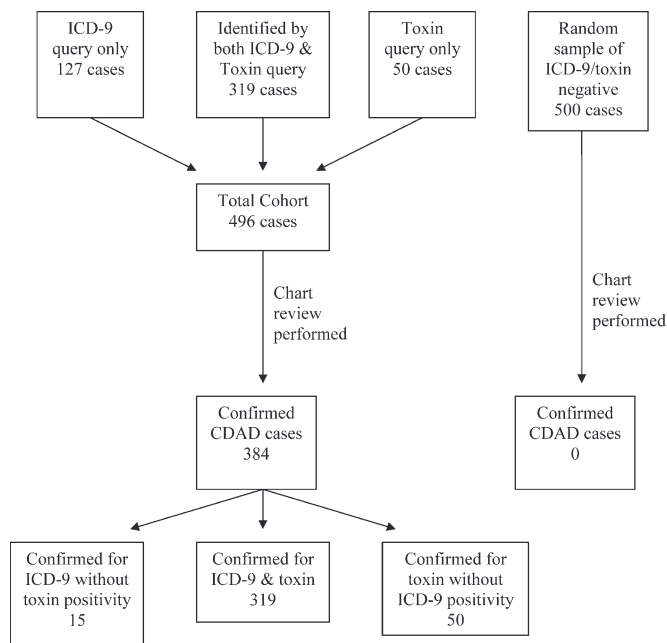 ICD-9
query only
127 cases
Identified by
both ICD-9 &
Toxin query
319 cases
Toxin
query only
50 cases
Random
sample of
ICD-9/toxin
negative
500 cases
Total Cohort
496 cases
Chart
review
performed
Chart
review
performed
Confirmed
CDAD cases
384
Confirmed
CDAD cases
0
Confirmed for
ICD-9 without
toxin positivity
15
Confirmed for
ICD-9 & toxin
319
Confirmed for
toxin without
ICD-9 positivity
50